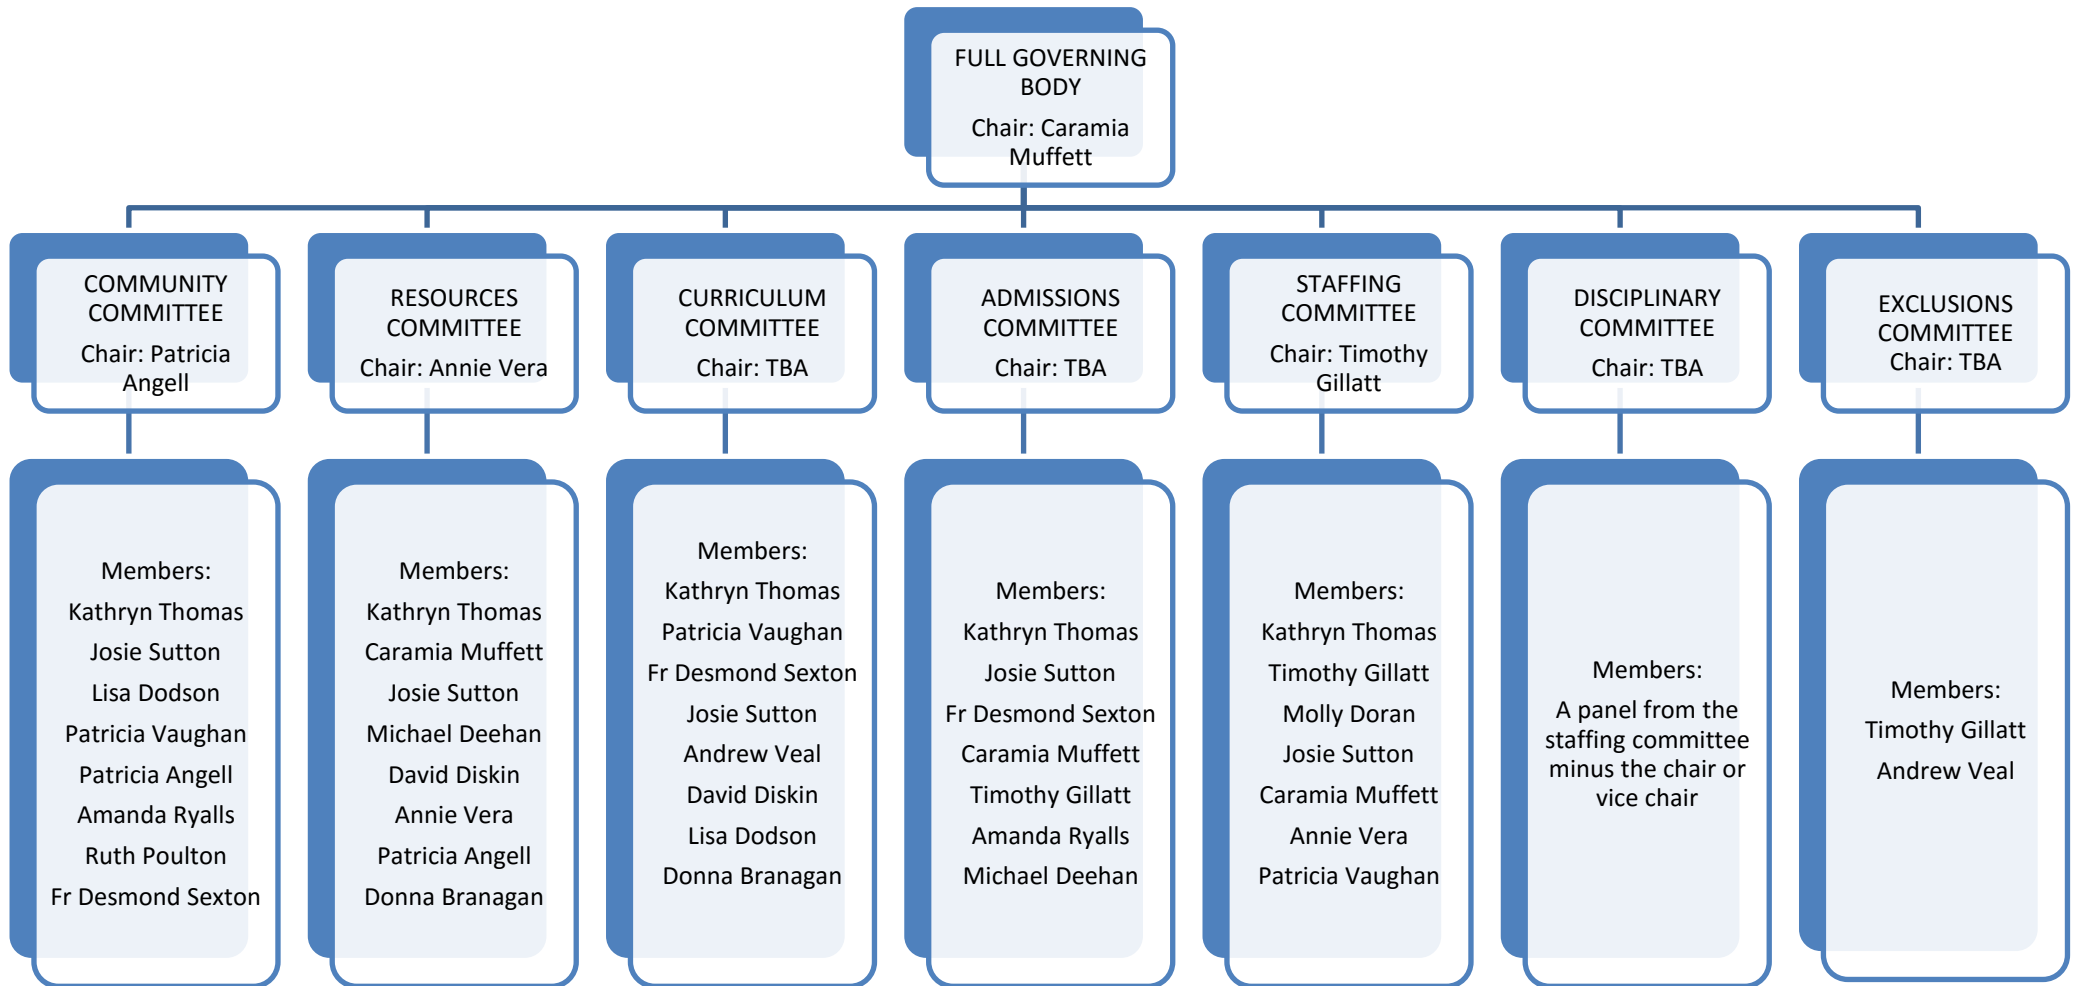 FULL GOVERNING
BODY
Chair: Caramia
Muffett
COMMUNITY
COMMITTEE
Chair: Patricia
Angell
RESOURCES
COMMITTEE
Chair: Annie Vera
CURRICULUM
COMMITTEE
Chair: TBA
ADMISSIONS
COMMITTEE
Chair: TBA
STAFFING
COMMITTEE
Chair: Timothy
Gillatt
DISCIPLINARY
COMMITTEE
Chair: TBA
EXCLUSIONS
COMMITTEE
Chair: TBA
Members:
Kathryn Thomas
Josie Sutton
Lisa Dodson
Patricia Vaughan
Patricia Angell
Amanda Ryalls
Ruth Poulton
Fr Desmond Sexton
Members:
Kathryn Thomas
Caramia Muffett
Josie Sutton
Michael Deehan
David Diskin
Annie Vera
Patricia Angell
Donna Branagan
Members:
Kathryn Thomas
Patricia Vaughan
Fr Desmond Sexton
Josie Sutton
Andrew Veal
David Diskin
Lisa Dodson
Donna Branagan
Members:
Kathryn Thomas
Josie Sutton
Fr Desmond Sexton
Caramia Muffett
Timothy Gillatt
Amanda Ryalls
Michael Deehan
Members:
Kathryn Thomas
Timothy Gillatt
Molly Doran
Josie Sutton
Caramia Muffett
Annie Vera
Patricia Vaughan
Members:
A panel from the
staffing committee
minus the chair or
vice chair
Members:
Timothy Gillatt
Andrew Veal